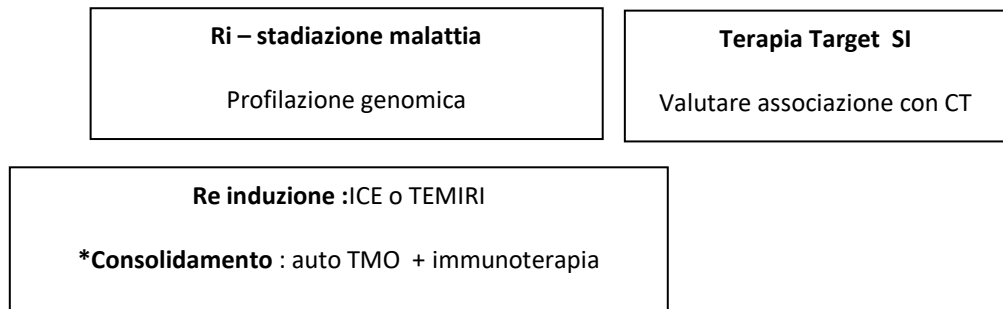 Ri – stadiazione malattia
Profilazione genomica
Terapia Target SI
Valutare associazione con CT
Re induzione :ICE o TEMIRI
*Consolidamento : auto TMO + immunoterapia